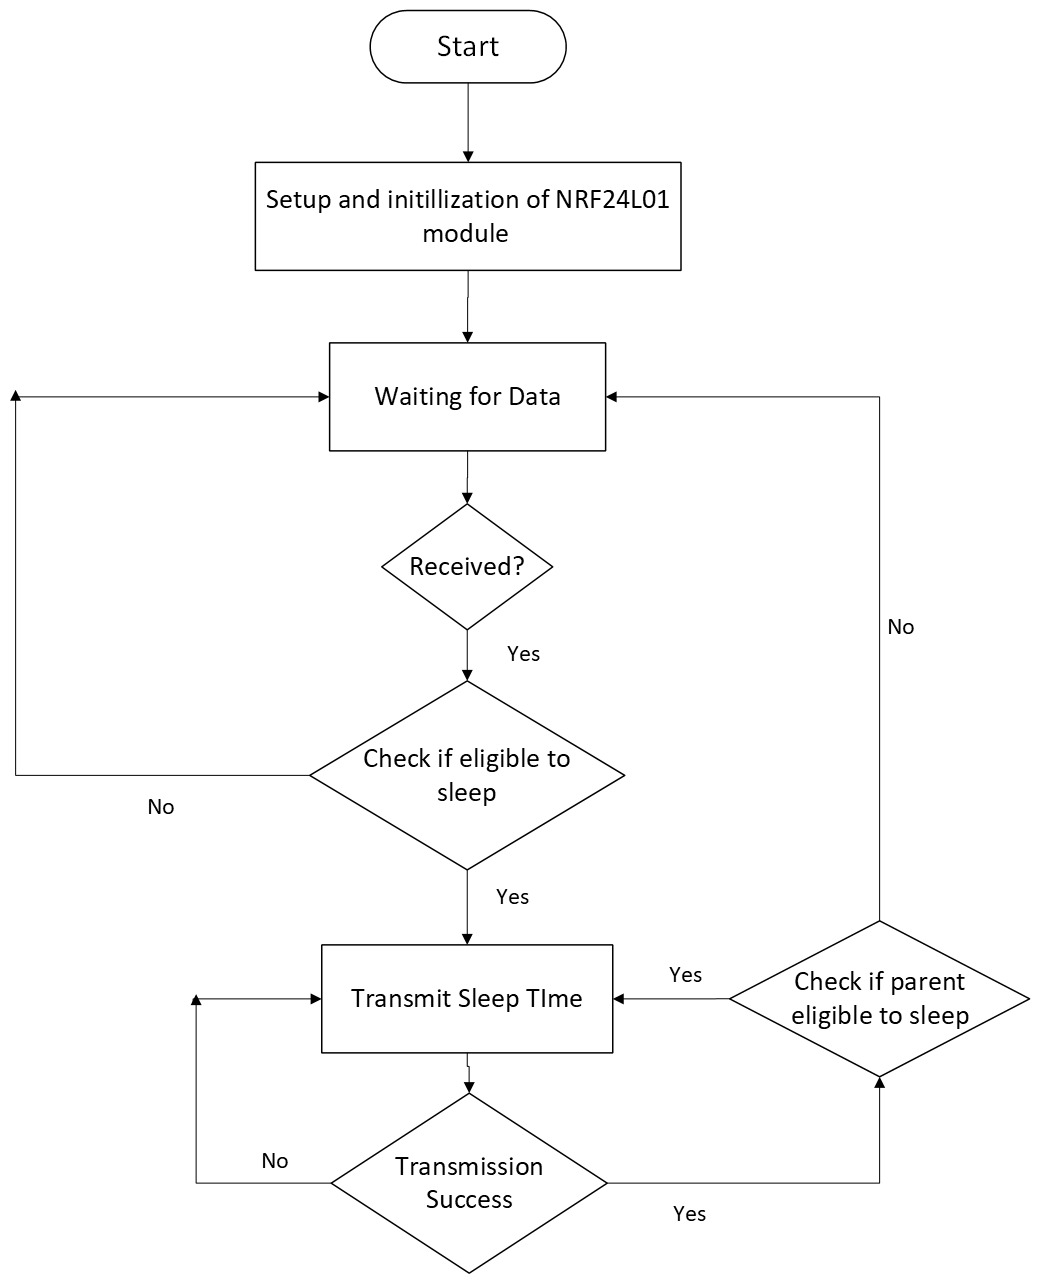 Start
Setup and initillization of NRF24L01
module
Waiting for Data
Received?
No
Yes
Check if eligible to
sleep
No
Yes
Yes
Check if parent
eligible to sleep
Transmit Sleep TIme
No
Transmission
Success
Yes